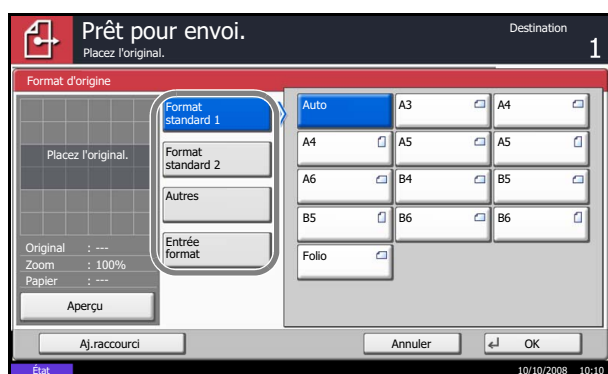 Prêt pour envoi.
Placez l'original.
Destination
1
Format d'origine
Placez l'original.
Original : ---
Zoom : 100%
Papier : ---
Aperçu
Format
standard 1
Format
standard 2
Autres
Entrée
format
Auto
A3
A4
A4
A5
A5
A6
B4
B5
B5
B6
B6
Folio
Aj.raccourci
Annuler
OK
État
10/10/2008 10:10